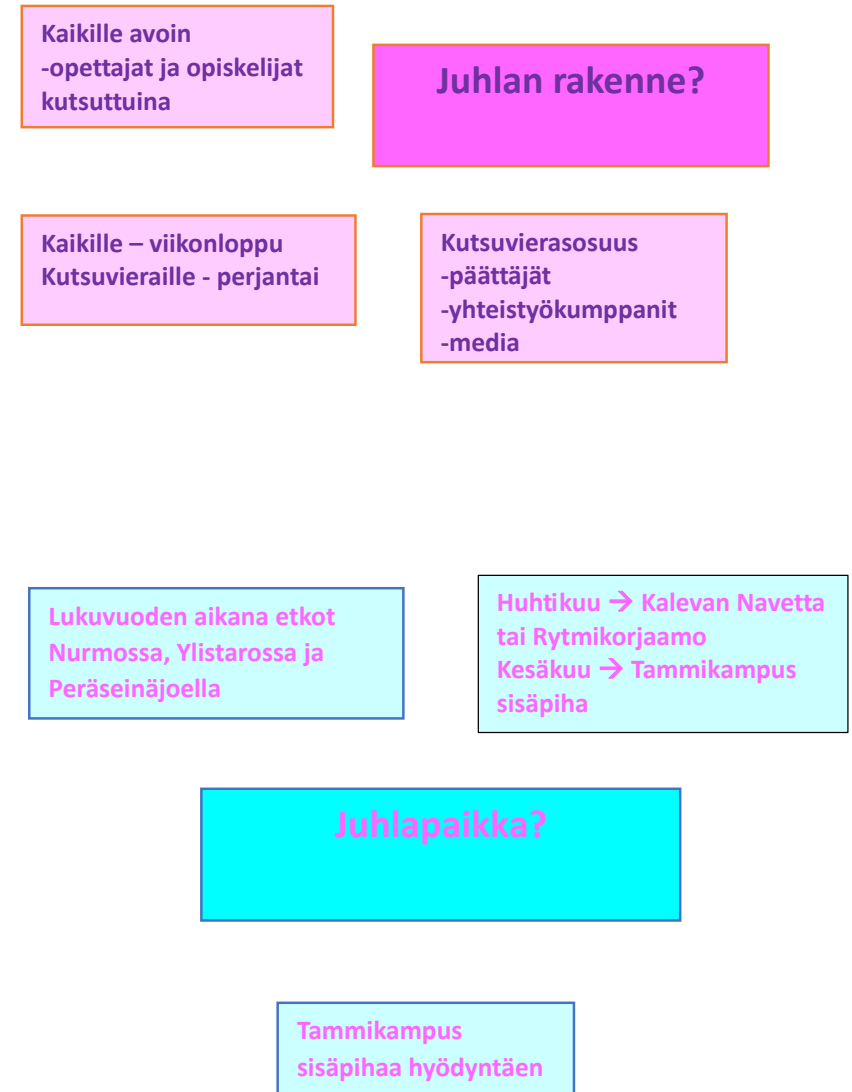 Kaikille avoin
-opettajat ja opiskelijat
kutsuttuina
Juhlan rakenne?
Kaikille – viikonloppu
Kutsuvieraille - perjantai
Kutsuvierasosuus
-päättäjät
-yhteistyökumppanit
-media
Lukuvuoden aikana etkot
Nurmossa, Ylistarossa ja
Peräseinäjoella
Huhtikuu → Kalevan Navetta
tai Rytmikorjaamo
Kesäkuu → Tammikampus
sisäpiha
Juhlapaikka?
Tammikampus
sisäpihaa hyödyntäen